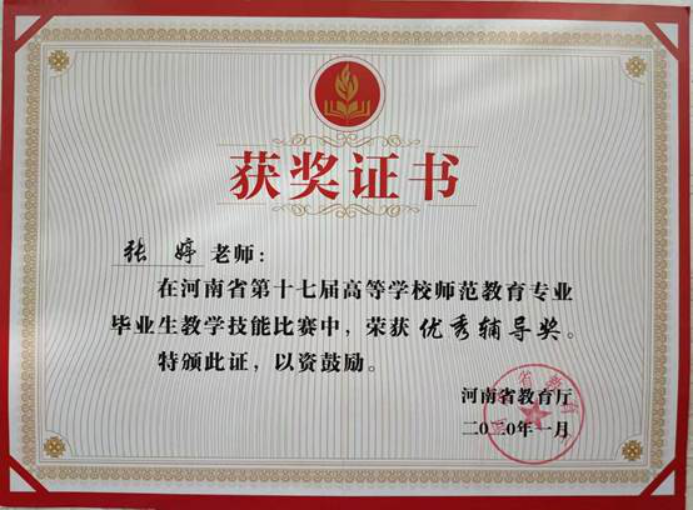 获奖证书
张婷老师：
在河南省第十七届高等学校师范教育专业
毕业生教学技能比赛中，荣获优秀辅导奖。
特颁此证，以资鼓励。
河南省教育厅
二〇二〇年一月